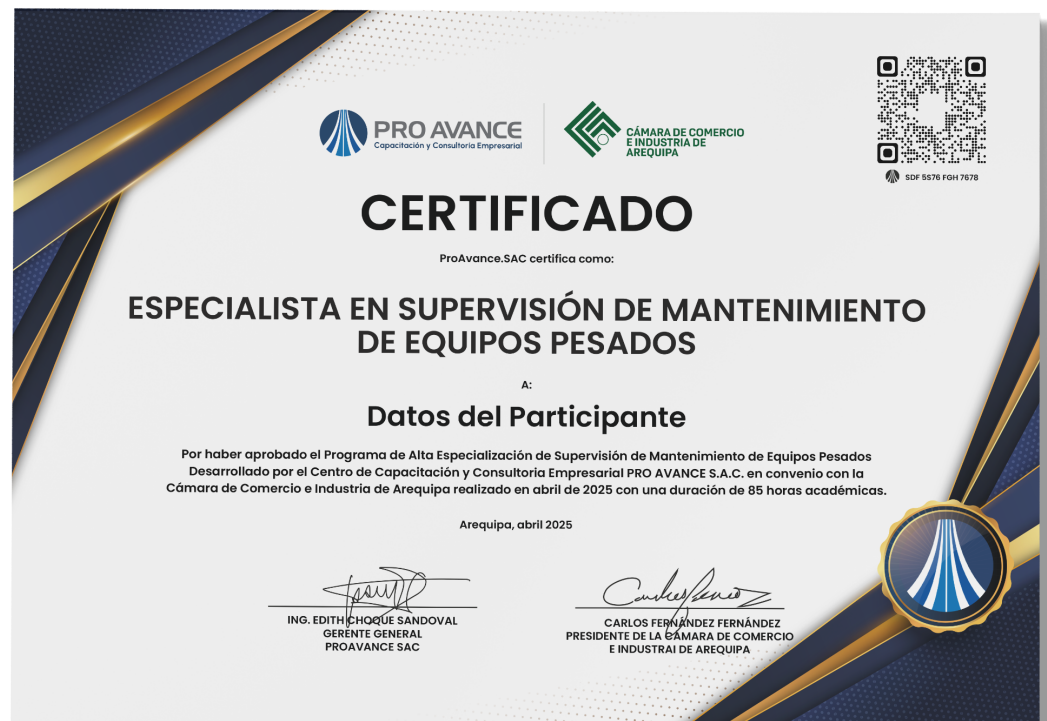 PRO AVANCE
Capacitación y Consultoria Empresarial
CÁMARA DE COMERCIO
E INDUSTRIA DE
AREQUIPA
SDF 5S76 FGH 7678
CERTIFICADO
ProAvance.SAC certifica como:
ESPECIALISTA EN SUPERVISIÓN DE MANTENIMIENTO
DE EQUIPOS PESADOS
A:
Datos del Participante
Por haber aprobado el Programa de Alta Especialización de Supervisión de Mantenimiento de Equipos Pesados
Desarrollado por el Centro de Capacitación y Consultoria Empresarial PRO AVANCE S.A.C. en convenio con la
Cámara de Comercio e Industria de Arequipa realizado en abril de 2025 con una duración de 85 horas académicas.
Arequipa, abril 2025
ING. EDITH CHOQUE SANDOVAL
GERENTE GENERAL
PROAVANCE SAC
CARLOS FERNÁNDEZ FERNÁNDEZ
PRESIDENTE DE LA CÁMARA DE COMERCIO
E INDUSTRAI DE AREQUIPA